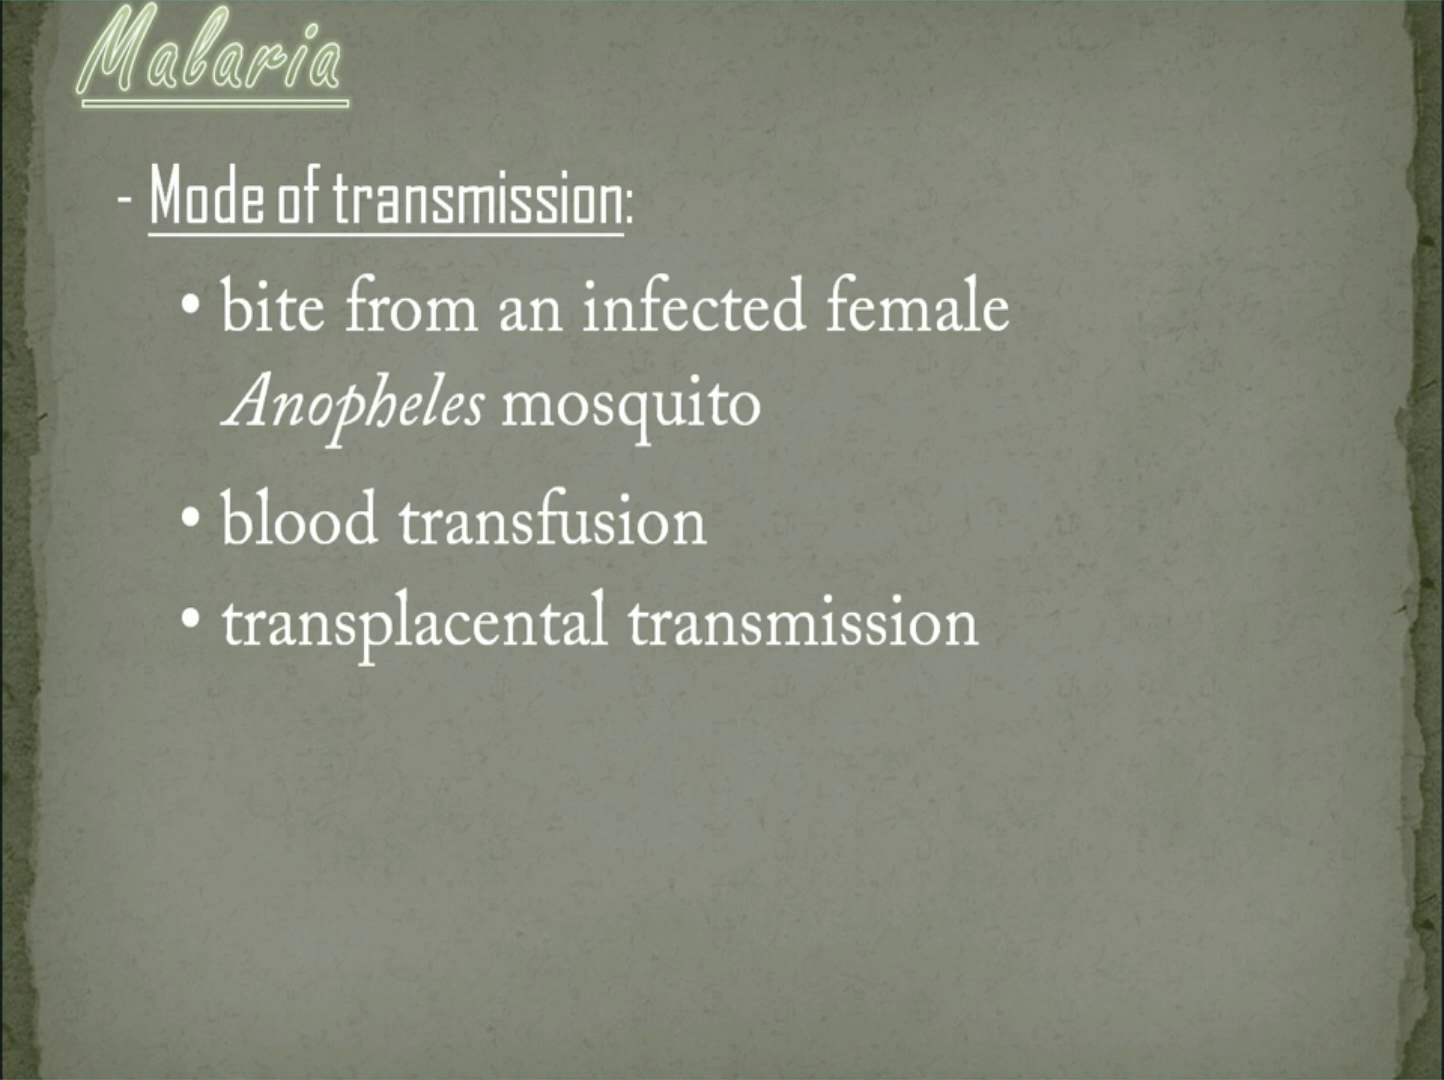 Malaria
- Mode of transmission:
• bite from an infected female
Anopheles mosquito
• blood transfusion
• transplacental transmission